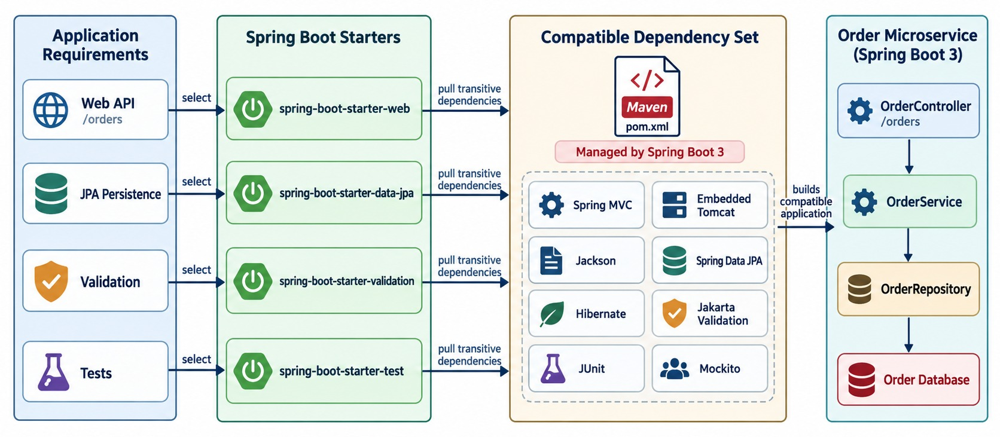 Application
Requirements
Web API
/orders
JPA Persistence
Validation
Tests
select
select
select
select
Spring Boot Starters
spring-boot-starter-web
spring-boot-starter-data-jpa
spring-boot-starter-validation
spring-boot-starter-test
pull transitive
dependencies
pull transitive
dependencies
pull transitive
dependencies
pull transitive
dependencies
Compatible Dependency Set
</>
Maven
pom.xml
Managed by Spring Boot 3
Spring MVC
Embedded
Tomcat
Jackson
Spring Data JPA
Hibernate
Jakarta
Validation
JUnit
Mockito
builds
compatible
application
Order Microservice
(Spring Boot 3)
OrderController
/orders
OrderService
OrderRepository
Order Database